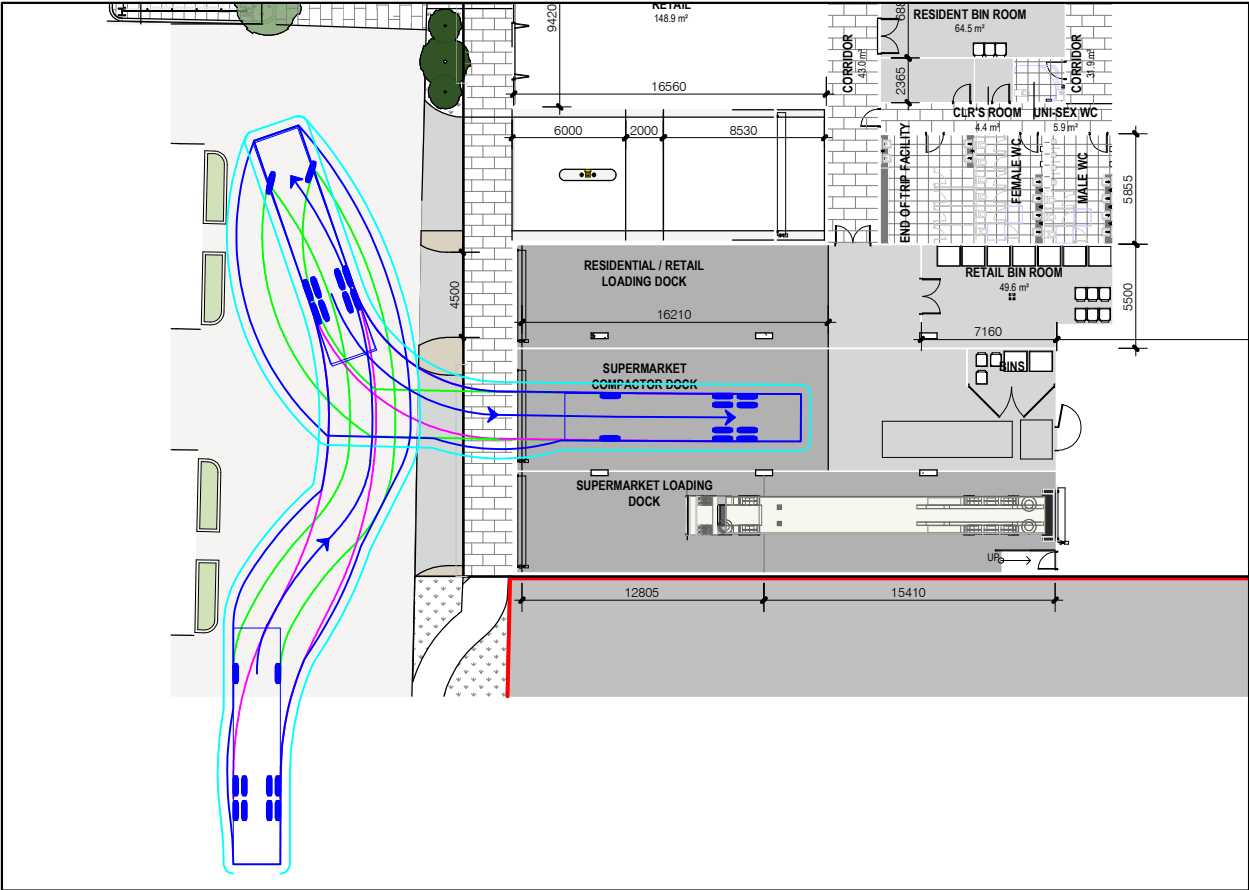 RETAIL
148.9 m²
9420
RESIDENT BIN ROOM
64.5 m²
CORRIDOR
43.0 m²
CORRIDOR
31.9 m²
2365
16560
CLR'S ROOM
4.4 m²
UNI-SEX WC
5.9 m²
6000
2000
8530
END OF TRIP FACILITY
FEMALE WC
MALE WC
5855
RESIDENTIAL / RETAIL
LOADING DOCK
RETAIL BIN ROOM
49.6 m²
4500
16210
5500
7160
SUPERMARKET
COMPACTOR DOCK
BINS
SUPERMARKET LOADING
DOCK
UP
12805
15410